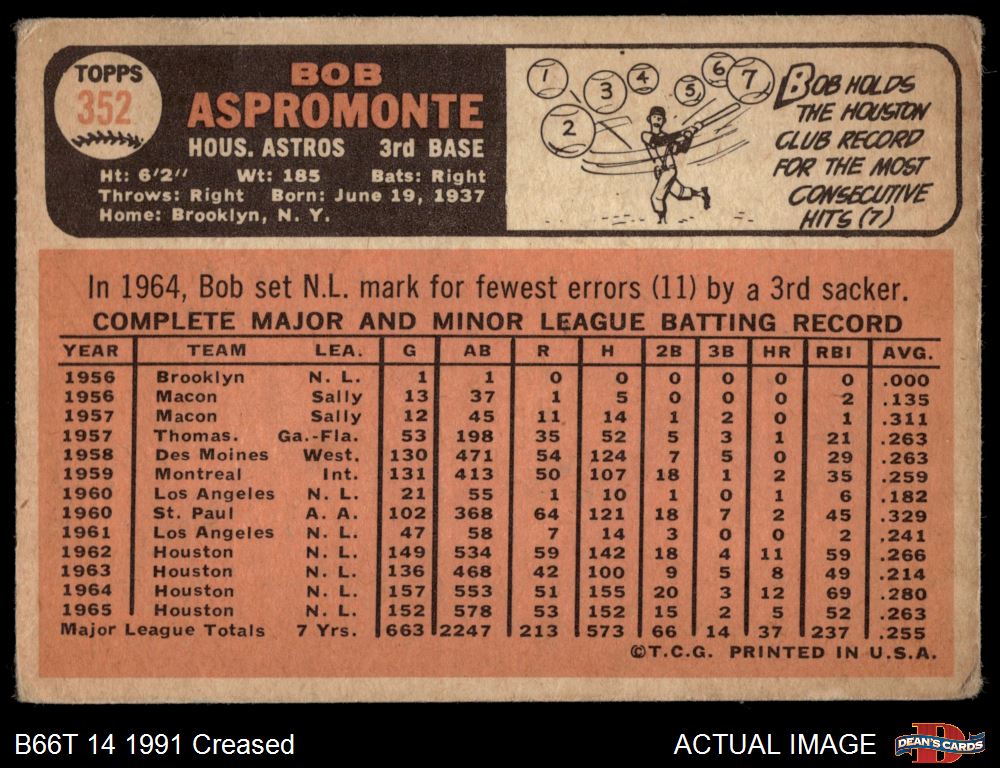 TOPPS
352
BOB
ASPROMONTE
HOUS. ASTROS 3rd BASE
Ht: 6'2" Wt: 185 Bats: Right
Throws: Right Born: June 19, 1937
Home: Brooklyn, N. Y.
1 2 3 4 5 6 7
BOB HOLDS
THE HOUSTON
CLUB RECORD
FOR THE MOST
CONSECUTIVE
HITS (7)
In 1964, Bob set N.L. mark for fewest errors (11) by a 3rd sacker.
COMPLETE MAJOR AND MINOR LEAGUE BATTING RECORD
YEAR TEAM LEA. G AB R H 2B 3B HR RBI AVG.
1956 Brooklyn N. L. 1 1 0 0 0 0 0 0 .000
1956 Macon Sally 13 37 1 5 0 0 0 2 .135
1957 Macon Sally 12 45 11 14 1 2 0 1 .311
1957 Thomas. Ga.-Fla. 53 198 35 52 5 3 1 21 .263
1958 Des Moines West. 130 471 54 124 7 5 0 29 .263
1959 Montreal Int. 131 413 50 107 18 1 2 35 .259
1960 Los Angeles N. L. 21 55 1 10 1 0 1 6 .182
1960 St. Paul A. A. 102 368 64 121 18 7 2 45 .329
1961 Los Angeles N. L. 47 58 7 14 3 0 0 2 .241
1962 Houston N. L. 149 534 59 142 18 4 11 59 .266
1963 Houston N. L. 136 468 42 100 9 5 8 49 .214
1964 Houston N. L. 157 553 51 155 20 3 12 69 .280
1965 Houston N. L. 152 578 53 152 15 2 5 52 .263
Major League Totals 7 Yrs. 663 2247 213 573 66 14 37 237 .255
©T.C.G. PRINTED IN U.S.A.
B66T 14 1991 Creased
ACTUAL IMAGE
D
DEAN'S CARDS